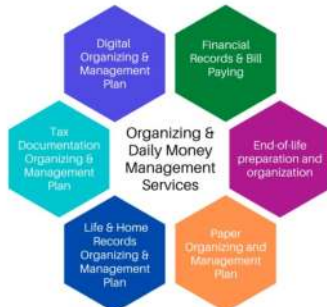 Digital
Organizing &
Management
Plan
Financial
Records & Bill
Paying
Tax
Documentation
Organizing &
Management
Plan
Organizing &
Daily Money
Management
Services
End-of-life
preparation and
organization
Life & Home
Records
Organizing &
Management
Plan
Paper
Organizing and
Management
Plan